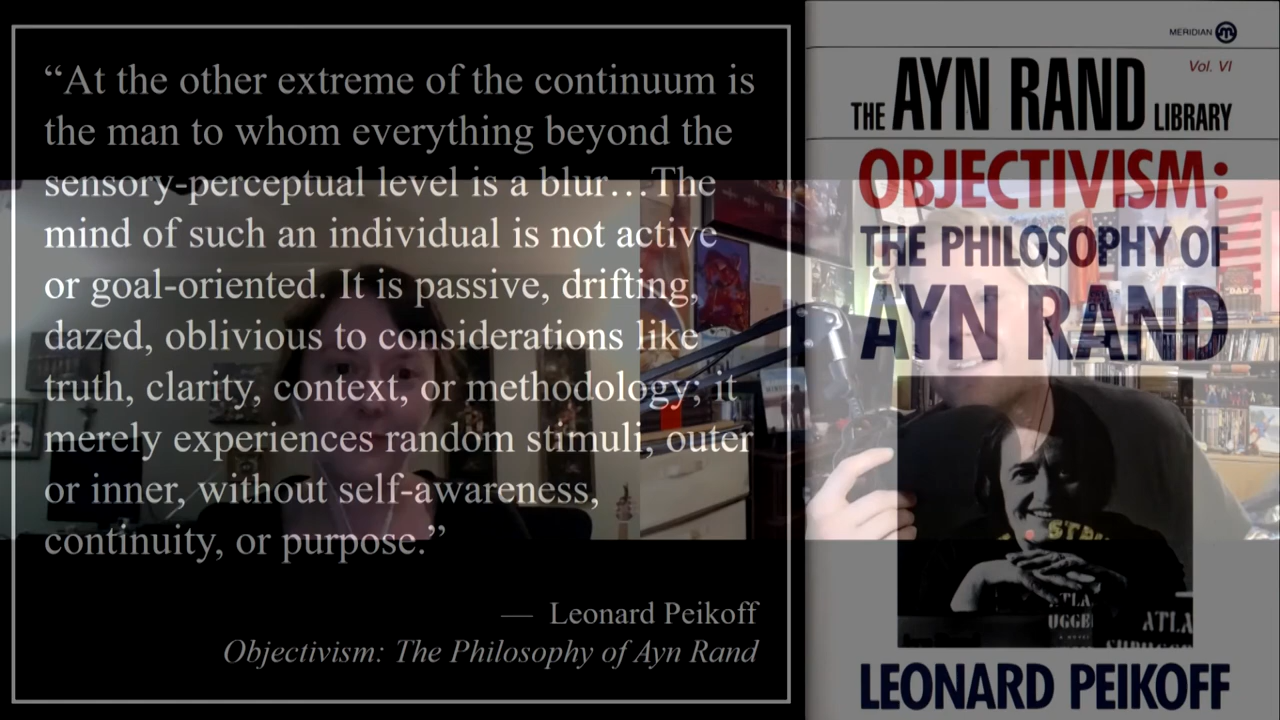 “At the other extreme of the continuum is
the man to whom everything beyond the
sensory-perceptual level is a blur…The
mind of such an individual is not active
or goal-oriented. It is passive, drifting,
dazed, oblivious to considerations like
truth, clarity, context, or methodology; it
merely experiences random stimuli, outer
or inner, without self-awareness,
continuity, or purpose.”
— Leonard Peikoff
Objectivism: The Philosophy of Ayn Rand
MERIDIAN
Vol. VI
THE AYN RAND LIBRARY
OBJECTIVISM:
THE PHILOSOPHY OF
AYN RAND
LEONARD PEIKOFF